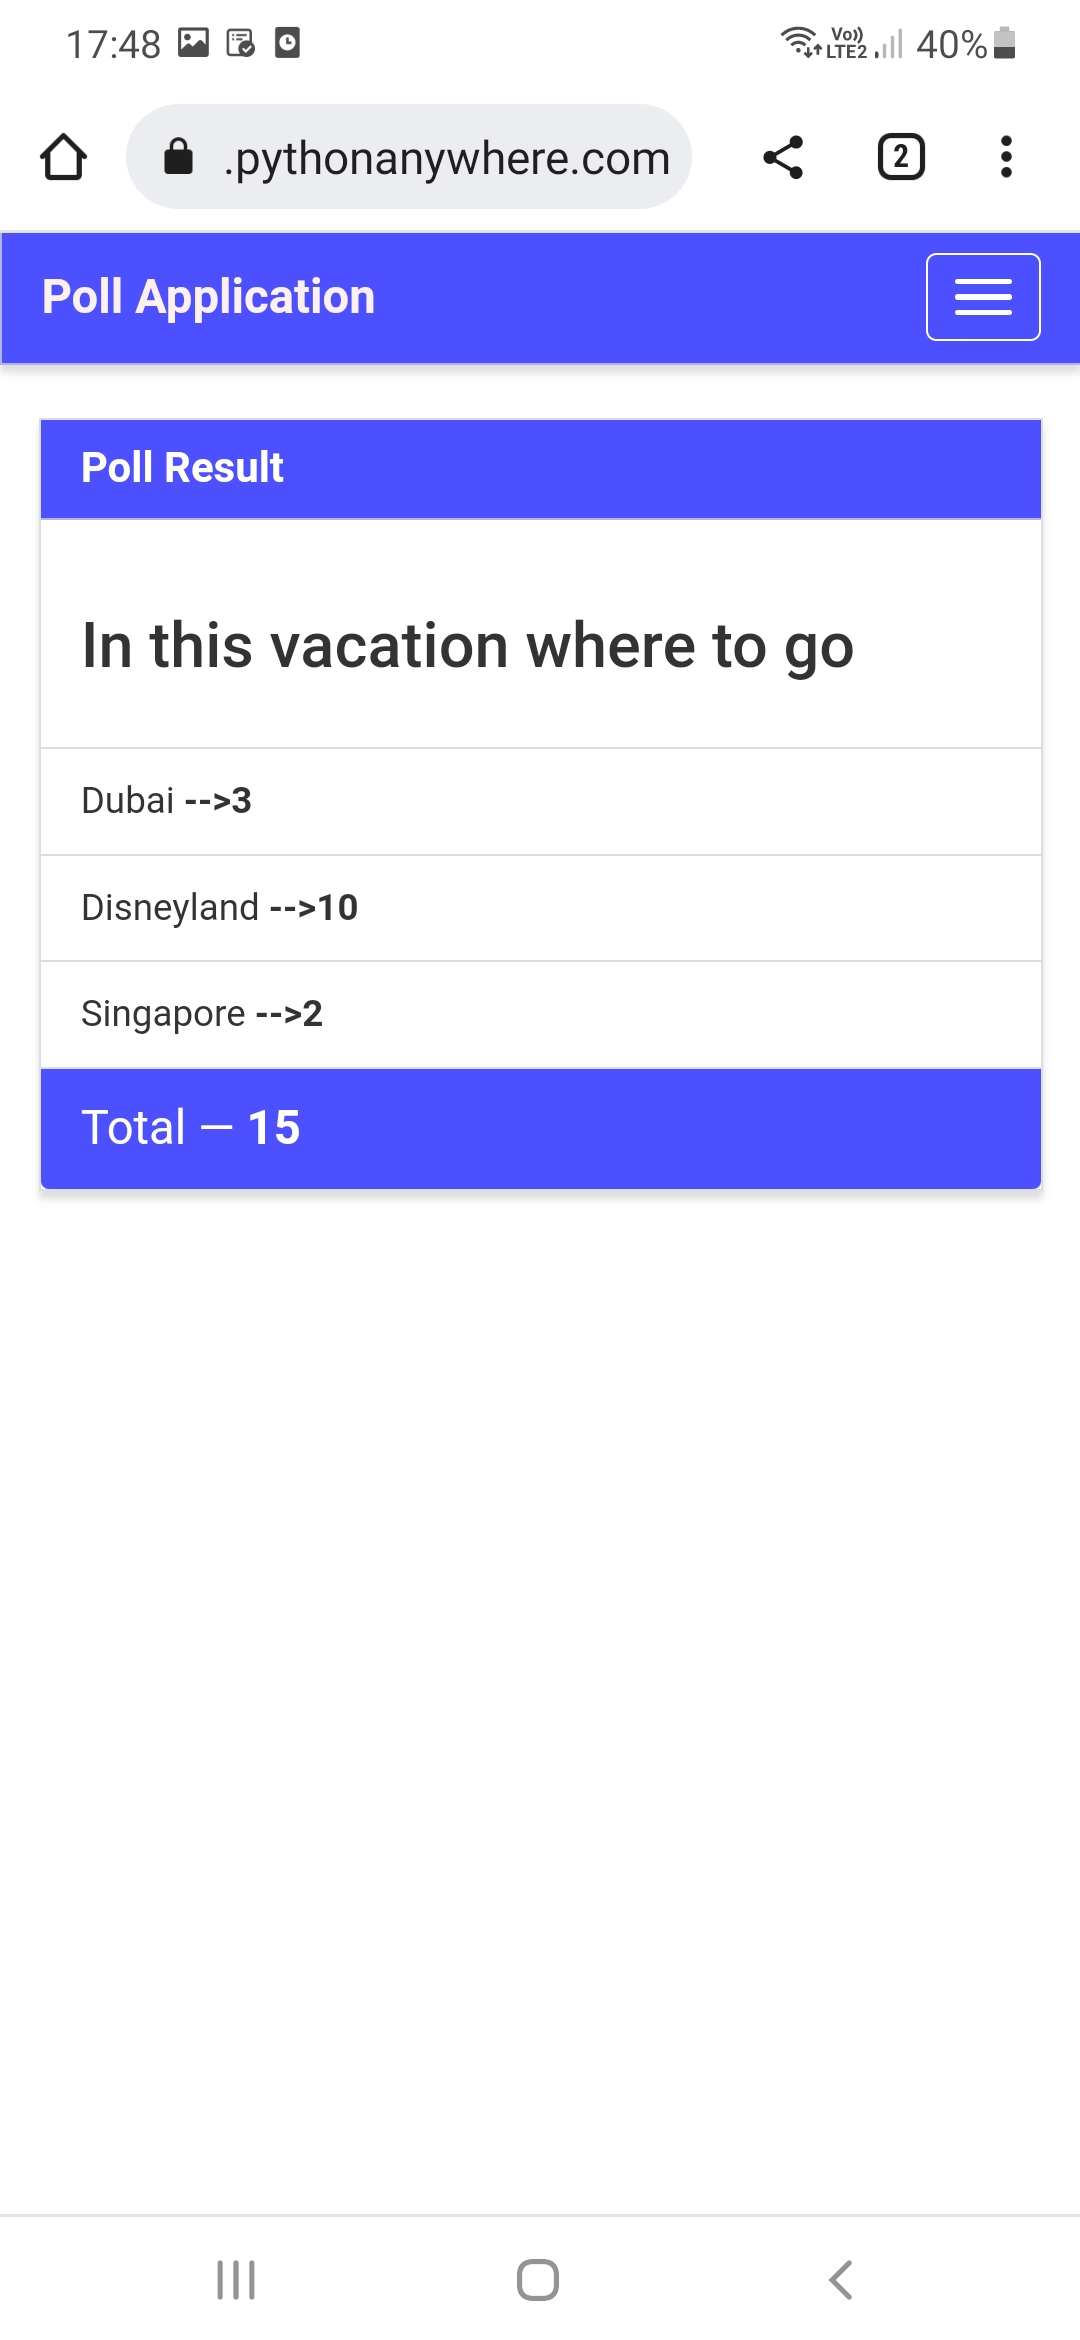 17:48
Vo)) LTE2 40%
.pythonanywhere.com
2
Poll Application
Poll Result
In this vacation where to go
Dubai -->3
Disneyland -->10
Singapore -->2
Total — 15